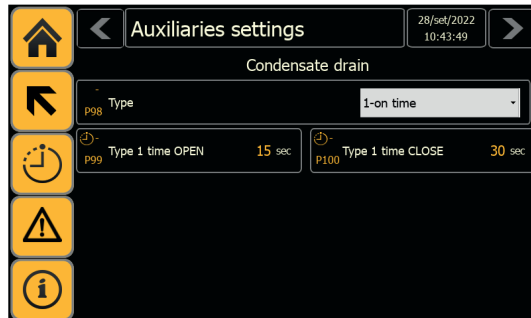 Auxiliaries settings
28/set/2022
10:43:49
Condensate drain
-
P98 Type 1-on time
-
P99 Type 1 time OPEN 15 sec
-
P100 Type 1 time CLOSE 30 sec
i